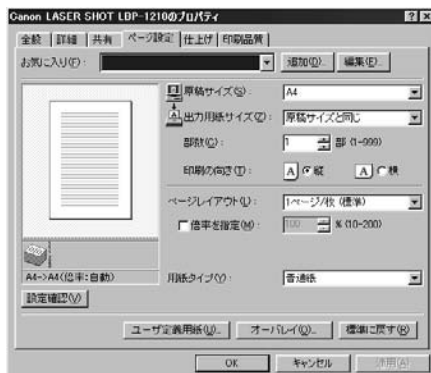 Canon LASER SHOT LBP-1210のプロパティ ? ×
全般 詳細 共有 ページ設定 仕上げ 印刷品質
お気に入り(F): 追加(D)... 編集(E)...
原稿サイズ(S): A4
出力用紙サイズ(Z): 原稿サイズと同じ
部数(C): 1 部 (1-999)
印刷の向き(T): A 縦 A 横
ページレイアウト(L): 1ページ/枚 (標準)
倍率を指定(M): 100 % (10-200)
A4->A4(倍率:自動)
用紙タイプ(Y): 普通紙
設定確認(V)
ユーザ定義用紙(U)... オーバレイ(O)... 標準に戻す(R)
OK キャンセル 適用(A)